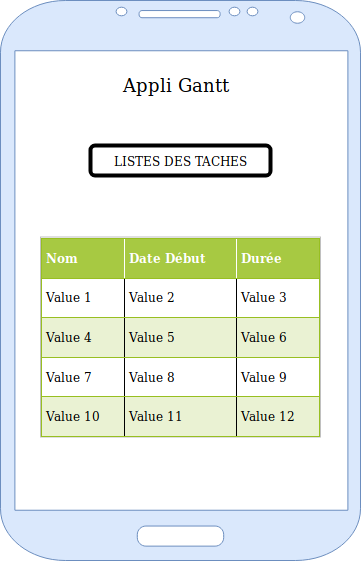 Appli Gantt
LISTES DES TACHES
Nom Date Début Durée
Value 1 Value 2 Value 3
Value 4 Value 5 Value 6
Value 7 Value 8 Value 9
Value 10 Value 11 Value 12